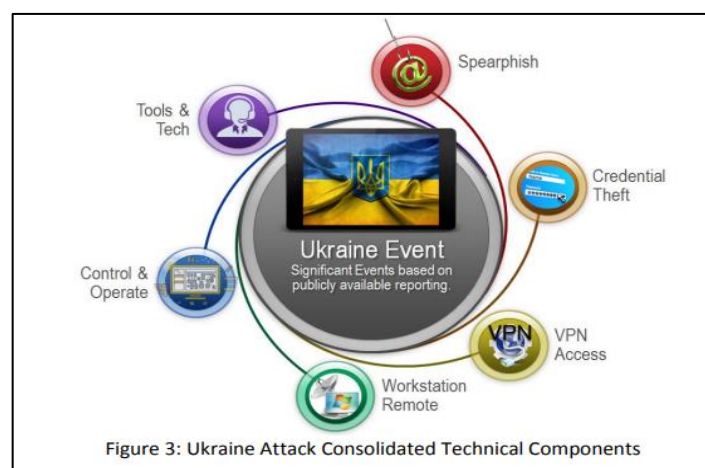 Spearphish
Tools &
Tech
Credential
Theft
Ukraine Event
Significant Events based on
publicly available reporting.
Control &
Operate
VPN
VPN
Access
Workstation
Remote
Figure 3: Ukraine Attack Consolidated Technical Components